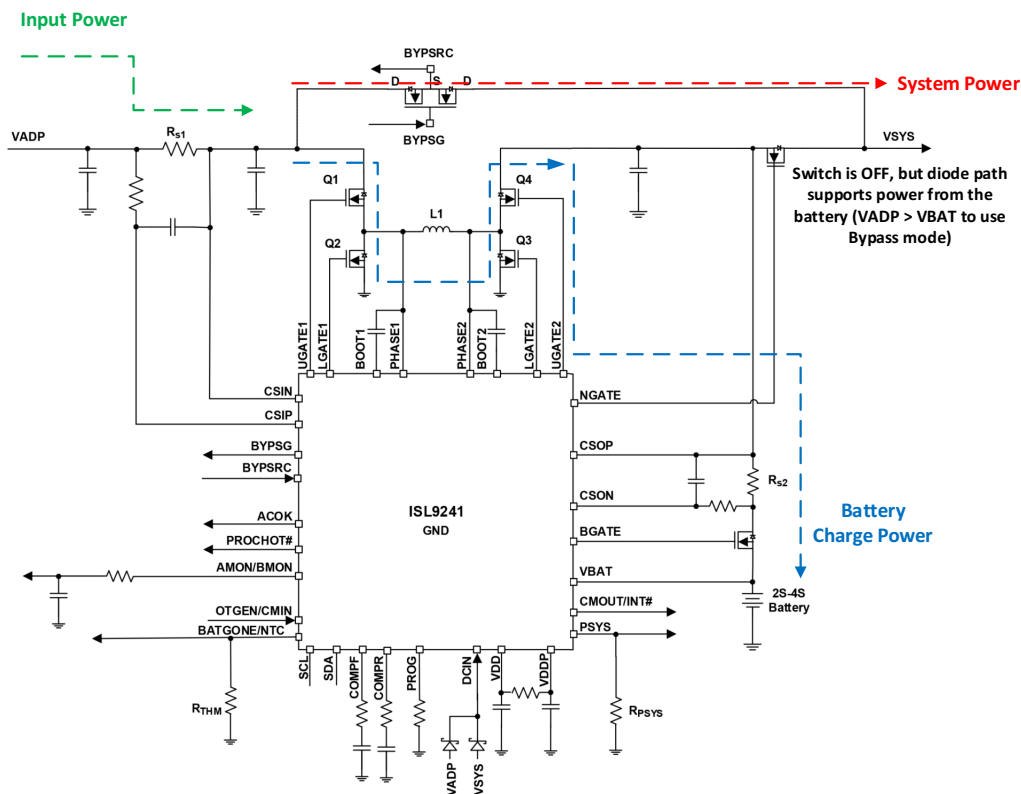 Input Power
BYPSRC
D
S
D
System Power
BYPSG
VADP
Rs1
VSYS
Switch is OFF, but diode path
supports power from the
battery (VADP > VBAT to use
Bypass mode)
Q1
Q4
L1
Q2
Q3
UGATE1
LGATE1
BOOT1
PHASE1
PHASE2
BOOT2
LGATE2
UGATE2
CSIN
NGATE
CSIP
BYPSG
CSOP
BYPSRC
Rs2
CSON
ISL9241
GND
Battery
Charge Power
ACOK
PROCHOT#
BGATE
AMON/BMON
VBAT
2S-4S
Battery
CMOUT/INT#
OTGEN/CMIN
BATGONE/NTC
PSYS
SCL
SDA
COMPF
COMPR
PROG
DCIN
VDD
VDDP
RTHM
RPSYS
VADP
VSYS